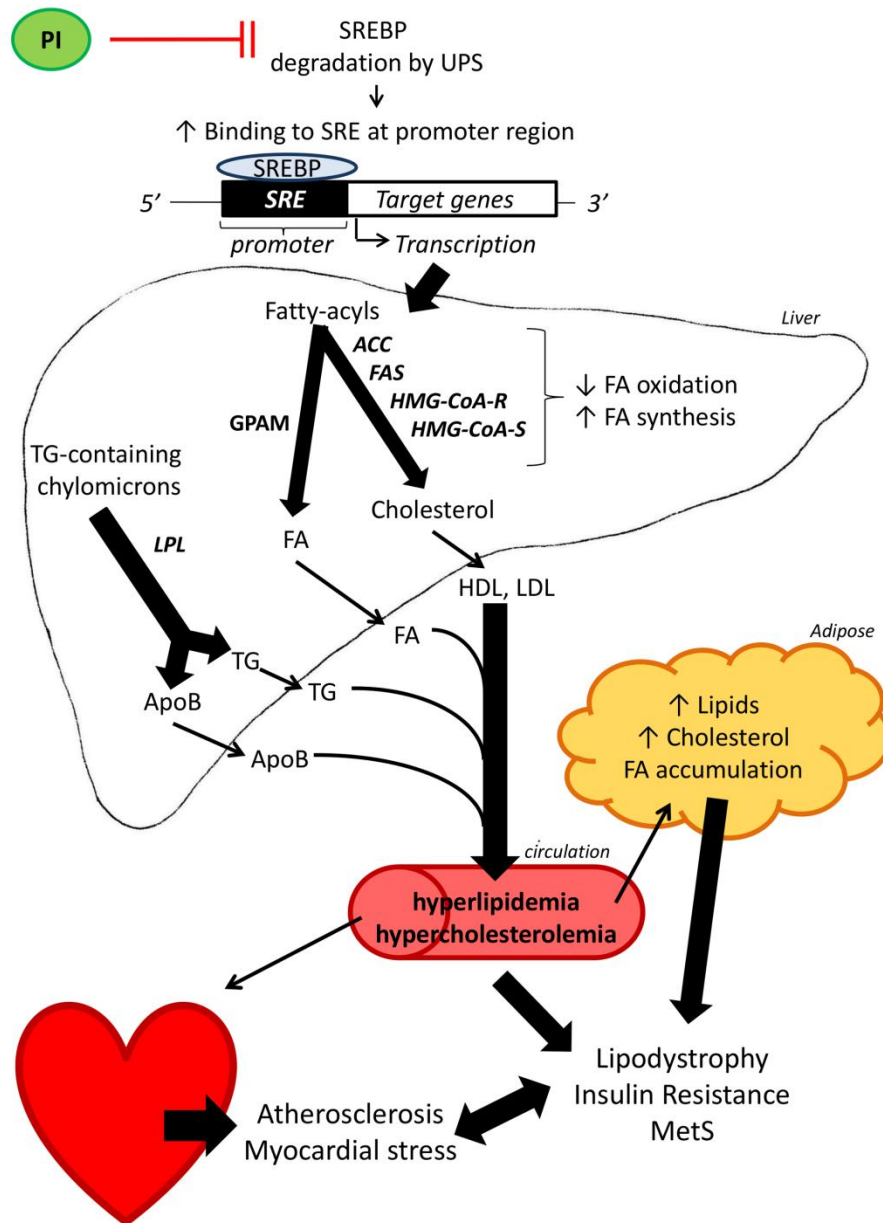 PI
SREBP
degradation by UPS
↑ Binding to SRE at promoter region
SREBP
5’
SRE
Target genes
3’
promoter
Transcription
Liver
Fatty-acyls
ACC
FAS
HMG-CoA-R
HMG-CoA-S
↓ FA oxidation
↑ FA synthesis
GPAM
TG-containing
chylomicrons
LPL
FA
Cholesterol
HDL, LDL
FA
TG
TG
ApoB
ApoB
Adipose
↑ Lipids
↑ Cholesterol
FA accumulation
circulation
hyperlipidemia
hypercholesterolemia
Lipodystrophy
Insulin Resistance
MetS
Atherosclerosis
Myocardial stress